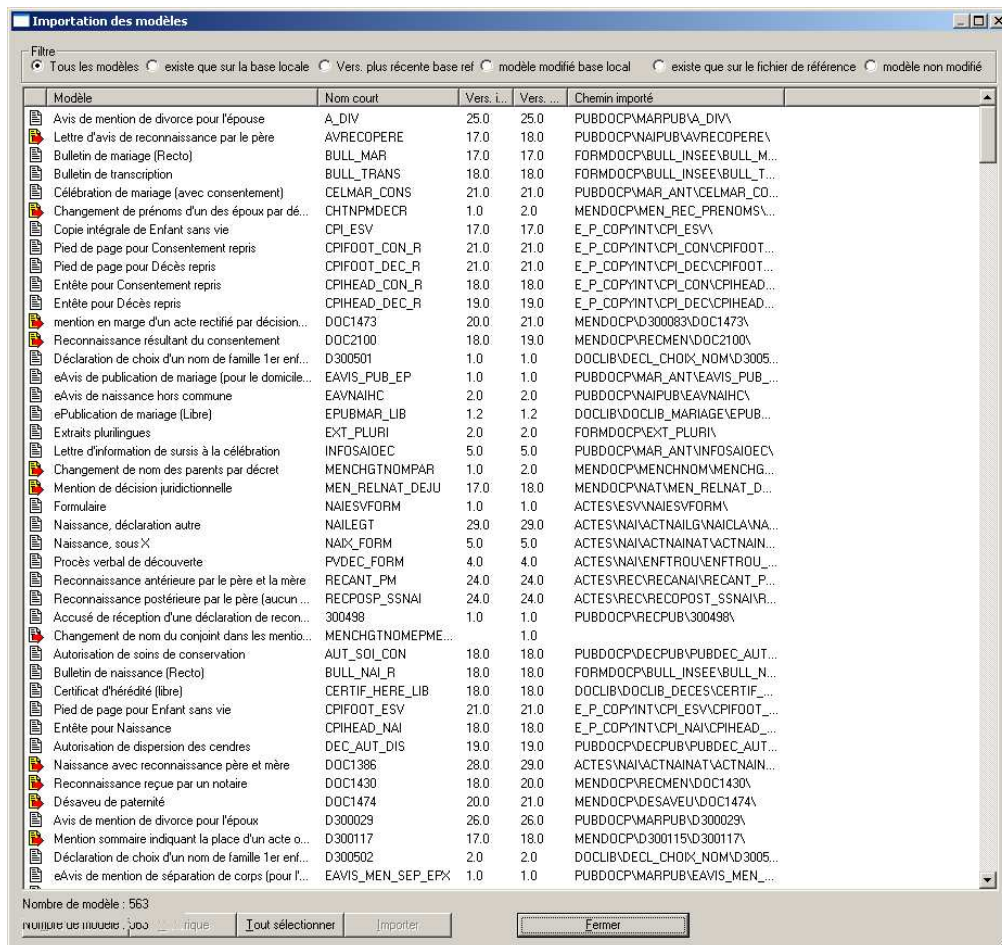 Importation des modèles
Filtre
Tous les modèles existe que sur la base locale Vers. plus récente base ref modèle modifié base local existe que sur le fichier de référence modèle non modifié
Modèle Nom court Vers. i... Vers. ... Chemin importé
Avis de mention de divorce pour l'épouse A_DIV 25.0 25.0 PUBDOCP\MARPUB\A_DIV\
Lettre d'avis de reconnaissance par le père AVRECOPERE 17.0 18.0 PUBDOCP\NAIPUB\AVRECOPERE\
Bulletin de mariage (Recto) BULL_MAR 17.0 17.0 FORMDOCP\BULL_INSEE\BULL_M...
Bulletin de transcription BULL_TRANS 18.0 18.0 FORMDOCP\BULL_INSEE\BULL_T...
Célébration de mariage (avec consentement) CELMAR_CONS 21.0 21.0 PUBDOCP\MAR_ANT\CELMAR_CO...
Changement de prénoms d'un des époux par dé... CHTNPMDECR 1.0 2.0 MENDOCP\MEN_REC_PRENOMS\...
Copie intégrale de Enfant sans vie CPI_ESV 17.0 17.0 E_P_COPYINT\CPI_ESV\
Pied de page pour Consentement repris CPIFOOT_CON_R 21.0 21.0 E_P_COPYINT\CPI_CON\CPIFOOT...
Pied de page pour Décès repris CPIFOOT_DEC_R 21.0 21.0 E_P_COPYINT\CPI_DEC\CPIFOOT...
Entête pour Consentement repris CPIHEAD_CON_R 18.0 18.0 E_P_COPYINT\CPI_CON\CPIHEAD...
Entête pour Décès repris CPIHEAD_DEC_R 19.0 19.0 E_P_COPYINT\CPI_DEC\CPIHEAD...
mention en marge d'un acte rectifié par décision... DOC1473 20.0 21.0 MENDOCP\D300083\DOC1473\
Reconnaissance résultant du consentement DOC2100 18.0 19.0 MENDOCP\RECMEN\DOC2100\
Déclaration de choix d'un nom de famille 1er enf... D300501 1.0 1.0 DOCLIB\DECL_CHOIX_NOM\D3005...
eAvis de publication de mariage (pour le domicile... EAVIS_PUB_EP 1.0 1.0 PUBDOCP\MAR_ANT\EAVIS_PUB_...
eAvis de naissance hors commune EAVNAIHC 2.0 2.0 PUBDOCP\NAIPUB\EAVNAIHC\
ePublication de mariage (Libre) EPUBMAR_LIB 1.2 1.2 DOCLIB\DOCLIB_MARIAGE\EPUB...
Extraits plurilingues EXT_PLURI 2.0 2.0 FORMDOCP\EXT_PLURI\
Lettre d'information de sursis à la célébration INFOSAIOEC 5.0 5.0 PUBDOCP\MAR_ANT\INFOSAIOEC\
Changement de nom des parents par décret MENCHGTNOMPAR 1.0 2.0 MENDOCP\MENCHNOM\MENCHG...
Mention de décision juridictionnelle MEN_RELNAT_DEJU 17.0 18.0 MENDOCP\NAT\MEN_RELNAT_D...
Formulaire NAIESVFORM 1.0 1.0 ACTES\ESV\NAIESVFORM\
Naissance, déclaration autre NAILEGT 29.0 29.0 ACTES\NAI\ACTNAILG\NAICLA\NA...
Naissance, sous X NAIX_FORM 5.0 5.0 ACTES\NAI\ACTNAINAT\ACTNAIN...
Procès verbal de découverte PVDEC_FORM 4.0 4.0 ACTES\NAI\ENFTROU\ENFTROU_...
Reconnaissance antérieure par le père et la mère RECANT_PM 24.0 24.0 ACTES\REC\RECANAI\RECANT_P...
Reconnaissance postérieure par le père (aucun ... RECPOSP_SSNAI 24.0 24.0 ACTES\REC\RECOPOST_SSNAI\R...
Accusé de réception d'une déclaration de recon... 300498 1.0 1.0 PUBDOCP\RECPUB\300498\
Changement de nom du conjoint dans les mentio... MENCHGTNOMEPME... 1.0
Autorisation de soins de conservation AUT_SOI_CON 18.0 18.0 PUBDOCP\DECPUB\PUBDEC_AUT...
Bulletin de naissance (Recto) BULL_NAI_R 18.0 18.0 FORMDOCP\BULL_INSEE\BULL_N...
Certificat d'hérédité (libre) CERTIF_HERE_LIB 18.0 18.0 DOCLIB\DOCLIB_DECES\CERTIF_...
Pied de page pour Enfant sans vie CPIFOOT_ESV 21.0 21.0 E_P_COPYINT\CPI_ESV\CPIFOOT_...
Entête pour Naissance CPIHEAD_NAI 18.0 18.0 E_P_COPYINT\CPI_NAI\CPIHEAD_...
Autorisation de dispersion des cendres DEC_AUT_DIS 19.0 19.0 PUBDOCP\DECPUB\PUBDEC_AUT...
Naissance avec reconnaissance père et mère DOC1386 28.0 29.0 ACTES\NAI\ACTNAINAT\ACTNAIN...
Reconnaissance reçue par un notaire DOC1430 18.0 20.0 MENDOCP\RECMEN\DOC1430\
Désaveu de paternité DOC1474 20.0 21.0 MENDOCP\DESAVEU\DOC1474\
Avis de mention de divorce pour l'époux D300029 26.0 26.0 PUBDOCP\MARPUB\D300029\
Mention sommaire indiquant la place d'un acte o... D300117 17.0 18.0 MENDOCP\D300115\D300117\
Déclaration de choix d'un nom de famille 1er enf... D300502 2.0 2.0 DOCLIB\DECL_CHOIX_NOM\D3005...
eAvis de mention de séparation de corps (pour l'... EAVIS_MEN_SEP_EPX 1.0 1.0 PUBDOCP\MARPUB\EAVIS_MEN_...
Nombre de modèle : 563
Nombre de modèle : 563 rique Tout sélectionner Importer Fermer